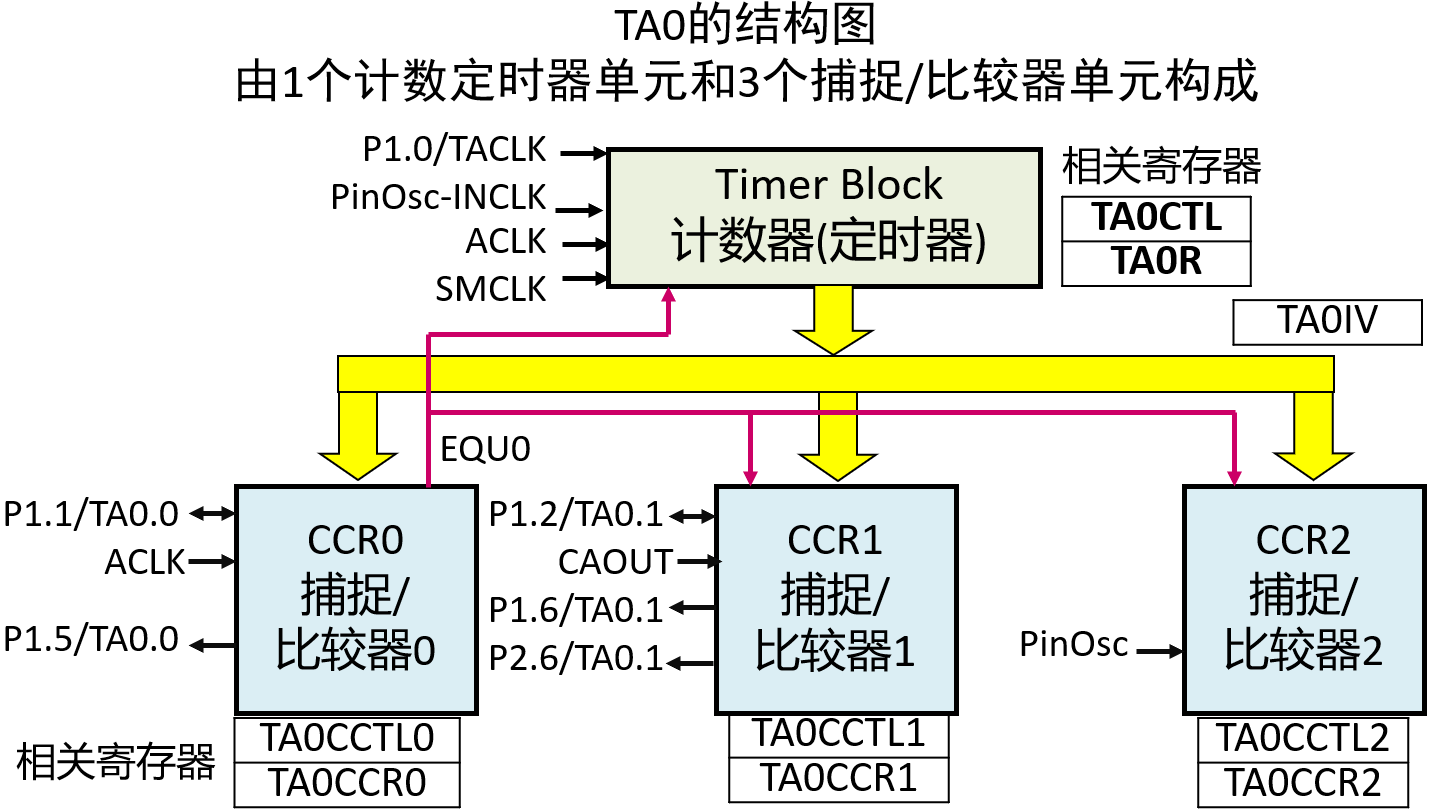 TA0的结构图
由1个计数定时器单元和3个捕捉/比较器单元构成
P1.0/TACLK
PinOsc-INCLK
ACLK
SMCLK
Timer Block
计数器(定时器)
相关寄存器
TA0CTL
TA0R
TA0IV
EQU0
P1.1/TA0.0
ACLK
P1.5/TA0.0
CCR0
捕捉/
比较器0
P1.2/TA0.1
CAOUT
P1.6/TA0.1
P2.6/TA0.1
CCR1
捕捉/
比较器1
PinOsc
CCR2
捕捉/
比较器2
相关寄存器
TA0CCTL0
TA0CCR0
TA0CCTL1
TA0CCR1
TA0CCTL2
TA0CCR2